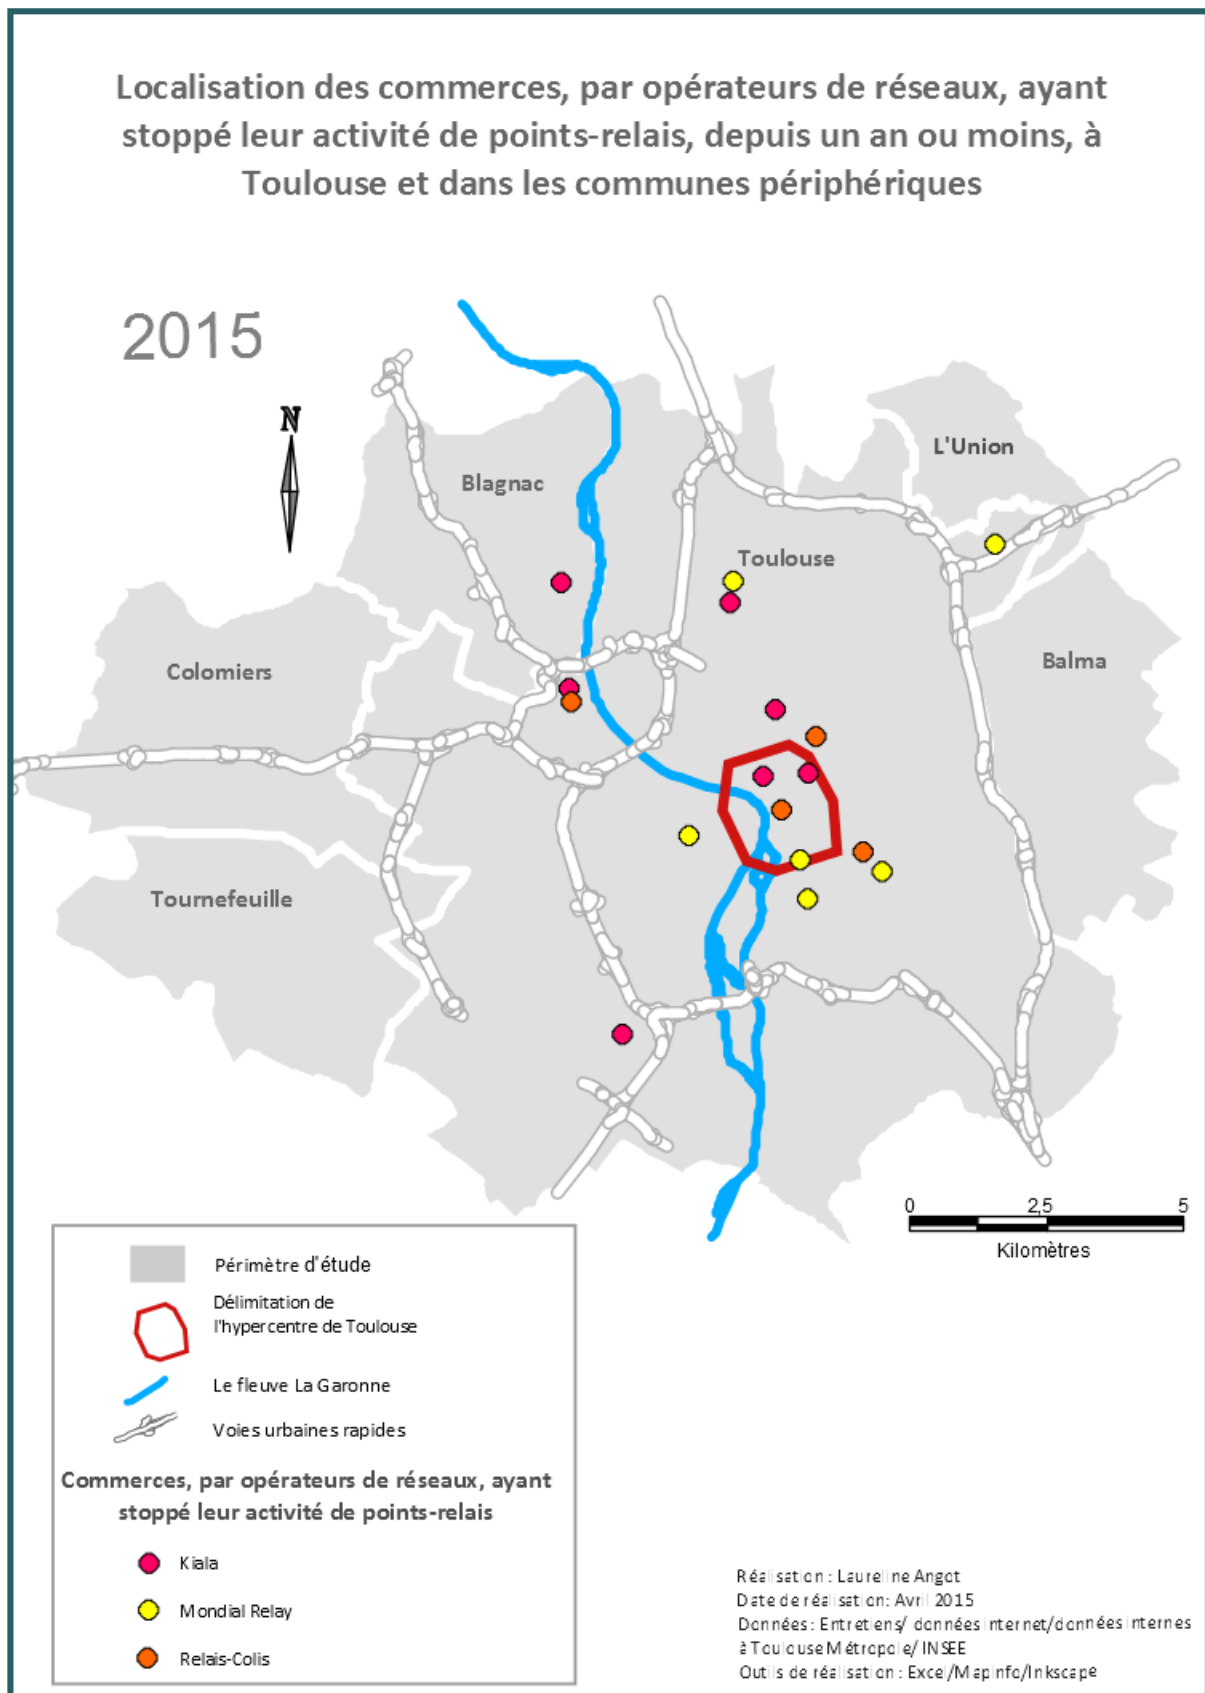 Localisation des commerces, par opérateurs de réseaux, ayant
stoppé leur activité de points-relais, depuis un an ou moins, à
Toulouse et dans les communes périphériques
2015
N
L'Union
Blagnac
Toulouse
Balma
Colomiers
Tournefeuille
0 2,5 5
Kilomètres
Périmètre d'étude
Délimitation de
l'hypercentre de Toulouse
Le fleuve La Garonne
Voies urbaines rapides
Commerces, par opérateurs de réseaux, ayant
stoppé leur activité de points-relais
Kiala
Mondial Relay
Relais-Colis
Réalisation : Laureline Angot
Date de réalisation: Avril 2015
Données : Entretiens/ données internet/données internes
à Toulouse Métropole/ INSEE
Outils de réalisation : Excel/Mapinfo/Inkscape